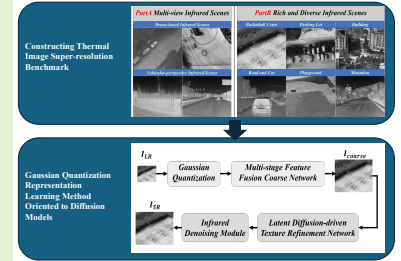 Constructing Thermal
Image Super-resolution
Benchmark
PartA Multi-view Infrared Scenes
Drone-based Infrared Scenes
Vehicular-perspective Infrared Scenes
PartB Rich and Diverse Infrared Scenes
Basketball Court
Parking Lot
Building
Road and Car
Playground
Mountain
Gaussian Quantization
Representation
Learning Method
Oriented to Diffusion
Models
I_LR
Gaussian
Quantization
Multi-stage Feature
Fusion Coarse Network
I_coarse
I_SR
Infrared
Denoising Module
Latent Diffusion-driven
Texture Refinement Network